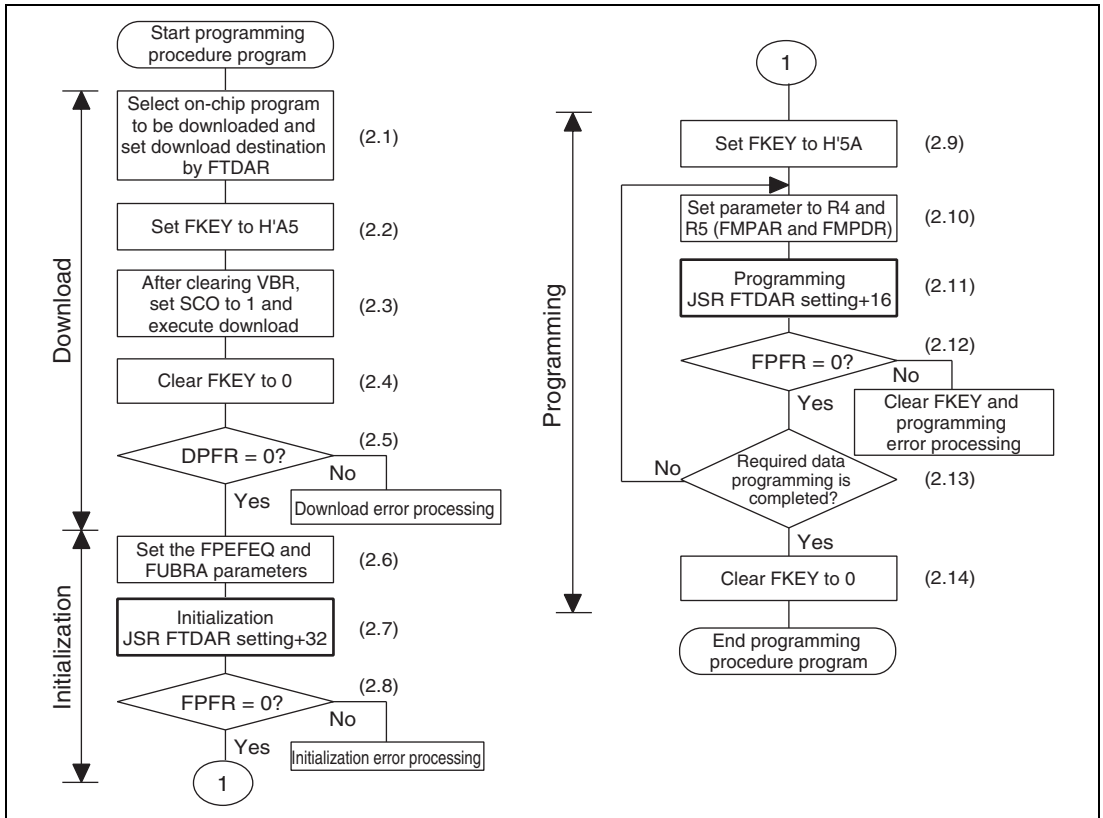 Start programming
procedure program
Download
Select on-chip program
to be downloaded and
set download destination
by FTDAR
(2.1)
Set FKEY to H'A5
(2.2)
After clearing VBR,
set SCO to 1 and
execute download
(2.3)
Clear FKEY to 0
(2.4)
DPFR = 0?
(2.5)
No
Yes
Download error processing
Initialization
Set the FPEFEQ and
FUBRA parameters
(2.6)
Initialization
JSR FTDAR setting+32
(2.7)
FPFR = 0?
(2.8)
No
Yes
Initialization error processing
1
1
Programming
Set FKEY to H'5A
(2.9)
Set parameter to R4 and
R5 (FMPAR and FMPDR)
(2.10)
Programming
JSR FTDAR setting+16
(2.11)
FPFR = 0?
(2.12)
No
Yes
Clear FKEY and
programming
error processing
No
Required data
programming is
completed?
(2.13)
Yes
Clear FKEY to 0
(2.14)
End programming
procedure program